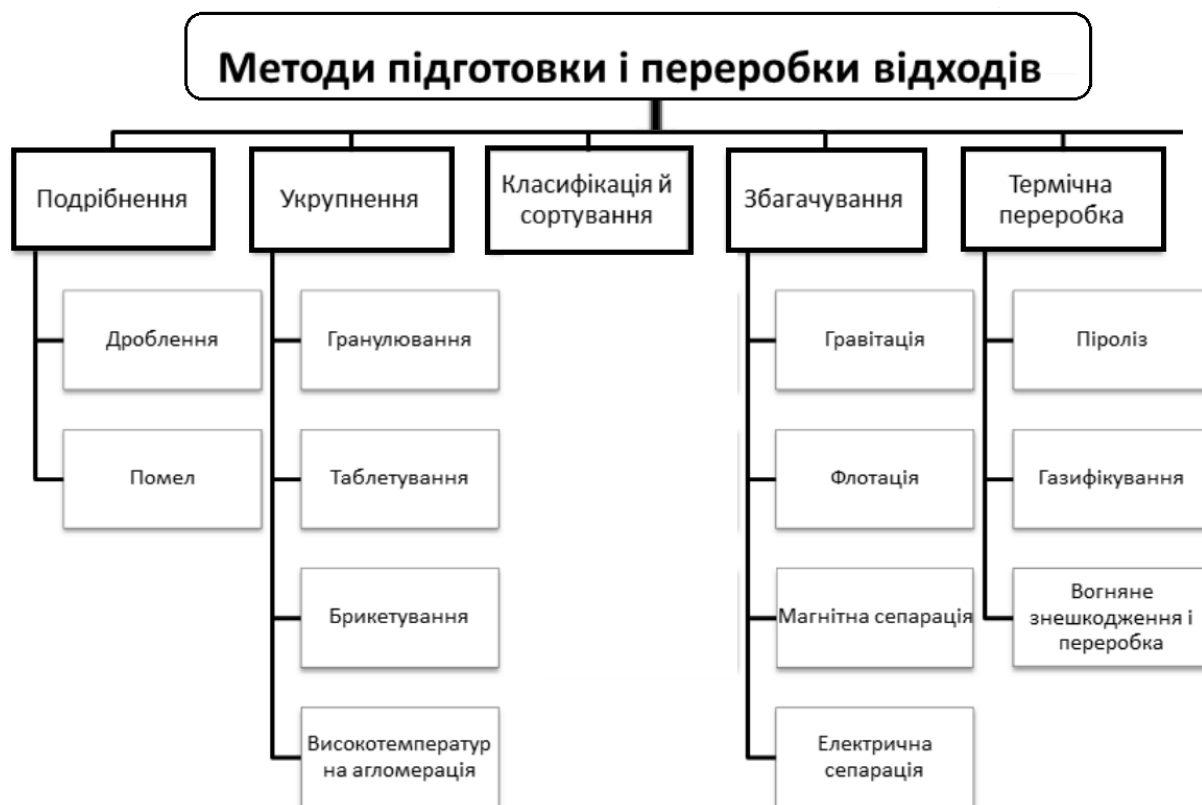 Методи підготовки і переробки відходів
Подрібнення
Укрупнення
Класифікація й
сортування
Збагачування
Термічна
переробка
Дроблення
Гранулювання
Гравітація
Піроліз
Помел
Таблетування
Флотація
Газифікування
Брикетування
Магнітна сепарація
Вогняне
знешкодження і
переробка
Високотемператур
на агломерація
Електрична
сепарація